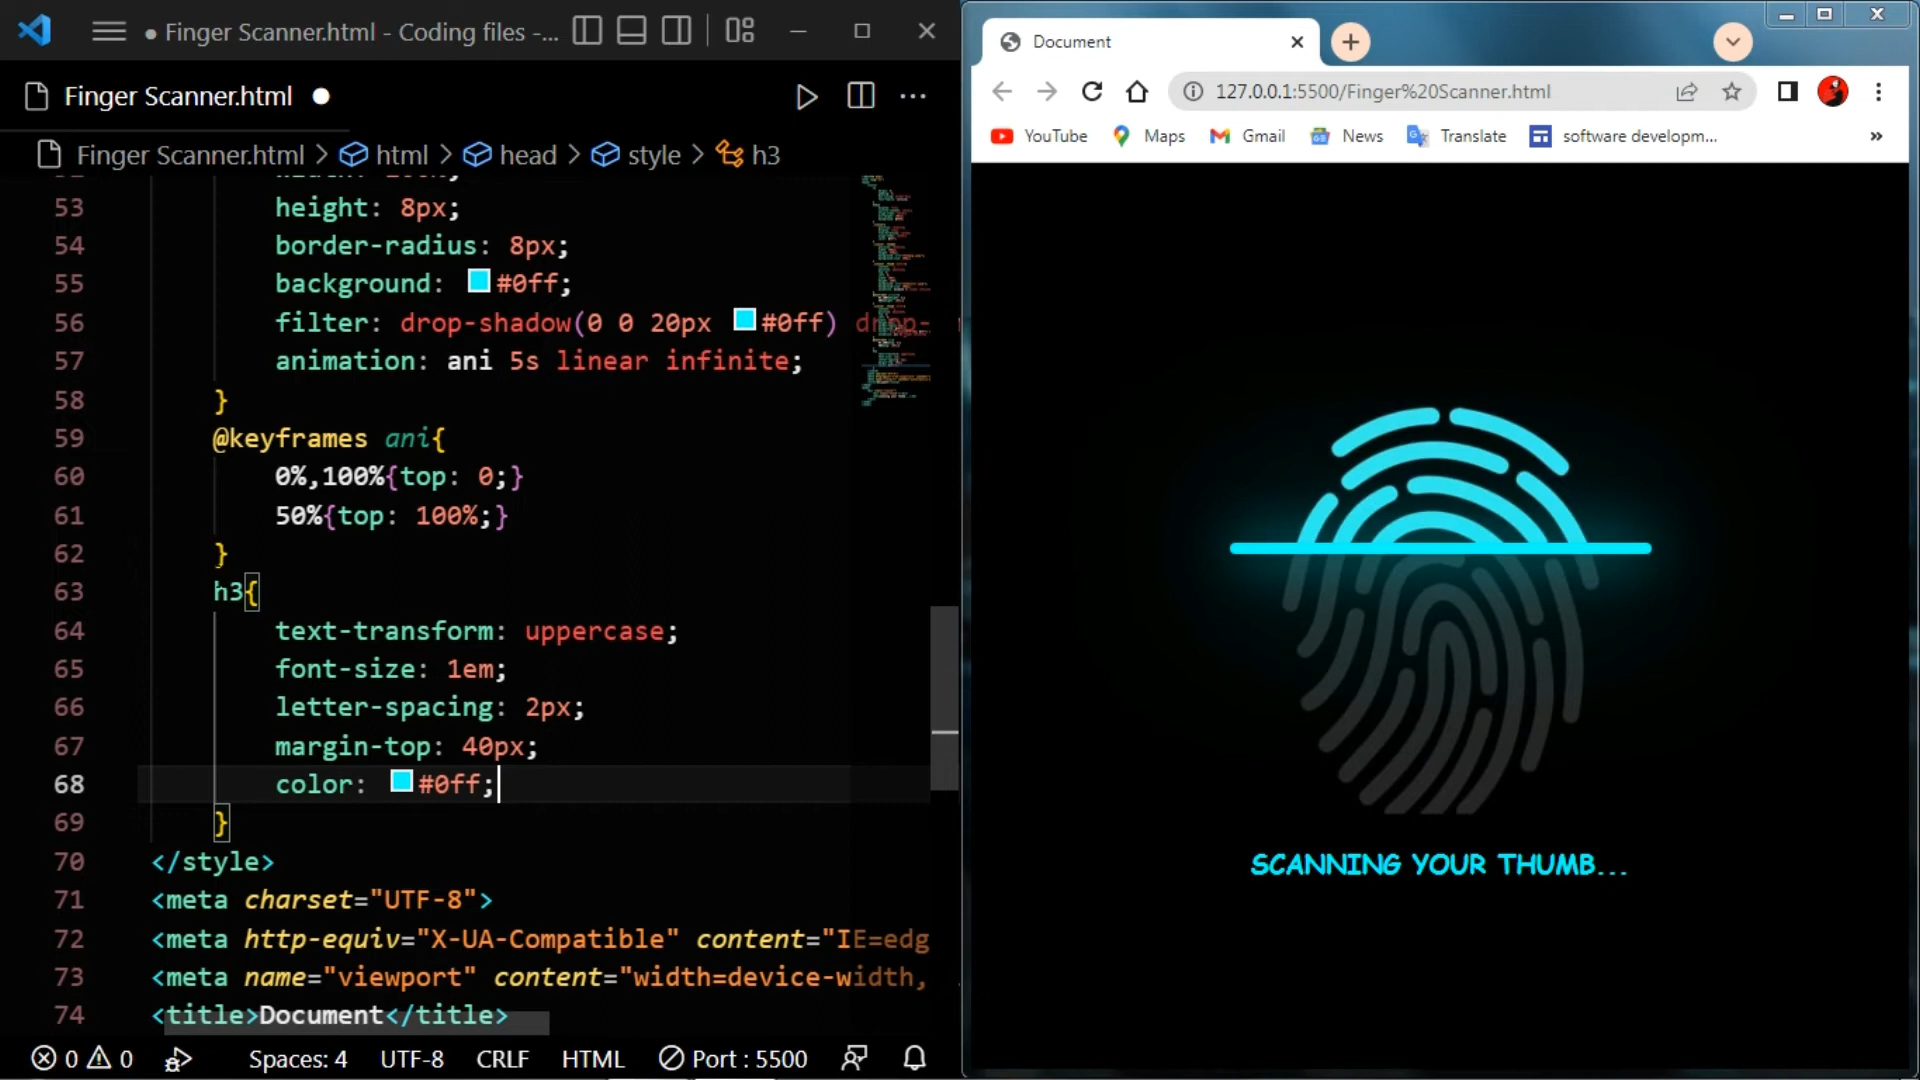 ● Finger Scanner.html - Coding files -...
Finger Scanner.html ●
Finger Scanner.html > html > head > style > h3
53 height: 8px;
54 border-radius: 8px;
55 background: #0ff;
56 filter: drop-shadow(0 0 20px #0ff) drop-
57 animation: ani 5s linear infinite;
58 }
59 @keyframes ani{
60 0%,100%{top: 0;}
61 50%{top: 100%;}
62 }
63 h3{
64 text-transform: uppercase;
65 font-size: 1em;
66 letter-spacing: 2px;
67 margin-top: 40px;
68 color: #0ff;
69 }
70 </style>
71 <meta charset="UTF-8">
72 <meta http-equiv="X-UA-Compatible" content="IE=edg
73 <meta name="viewport" content="width=device-width,
74 <title>Document</title>
0 0 Spaces: 4 UTF-8 CRLF HTML Port : 5500
Document
127.0.0.1:5500/Finger%20Scanner.html
YouTube Maps Gmail News Translate software developm... »
SCANNING YOUR THUMB...